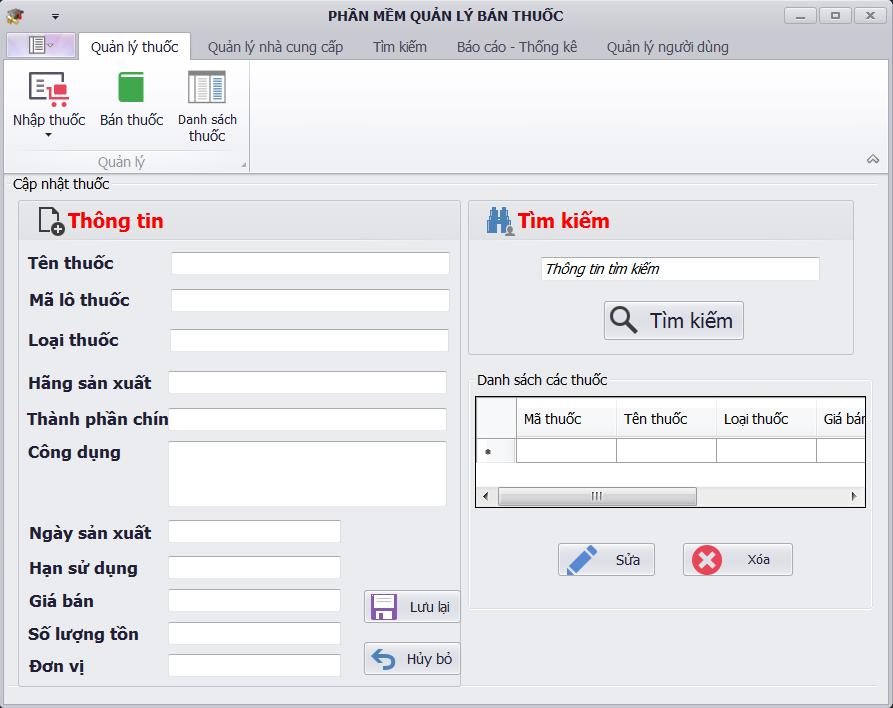 PHẦN MỀM QUẢN LÝ BÁN THUỐC
Quản lý thuốc
Quản lý nhà cung cấp
Tìm kiếm
Báo cáo - Thống kê
Quản lý người dùng
Nhập thuốc
Bán thuốc
Danh sách
thuốc
Quản lý
Cập nhật thuốc
Thông tin
Tên thuốc
Mã lô thuốc
Loại thuốc
Hãng sản xuất
Thành phần chín
Công dụng
Ngày sản xuất
Hạn sử dụng
Giá bán
Số lượng tồn
Đơn vị
Lưu lại
Hủy bỏ
Tìm kiếm
Thông tin tìm kiếm
Tìm kiếm
Danh sách các thuốc
Mã thuốc Tên thuốc Loại thuốc Giá bán
Sửa
Xóa